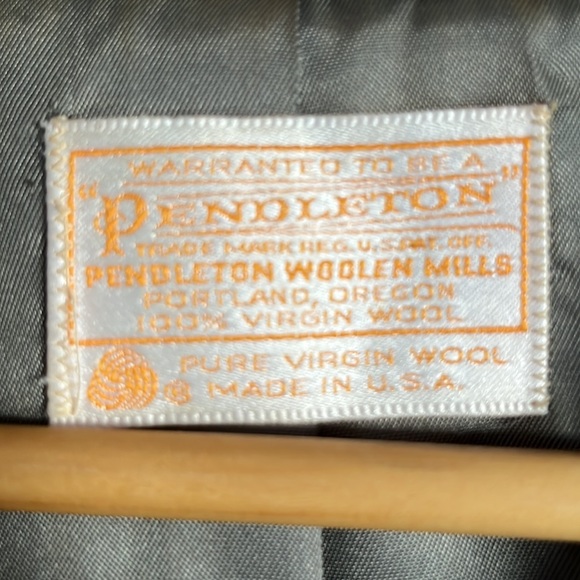 WARRANTED TO BE A
"PENDLETON"
TRADE MARK REG. U.S. PAT. OFF.
PENDLETON WOOLEN MILLS
PORTLAND, OREGON
100% VIRGIN WOOL
PURE VIRGIN WOOL
® MADE IN U.S.A.